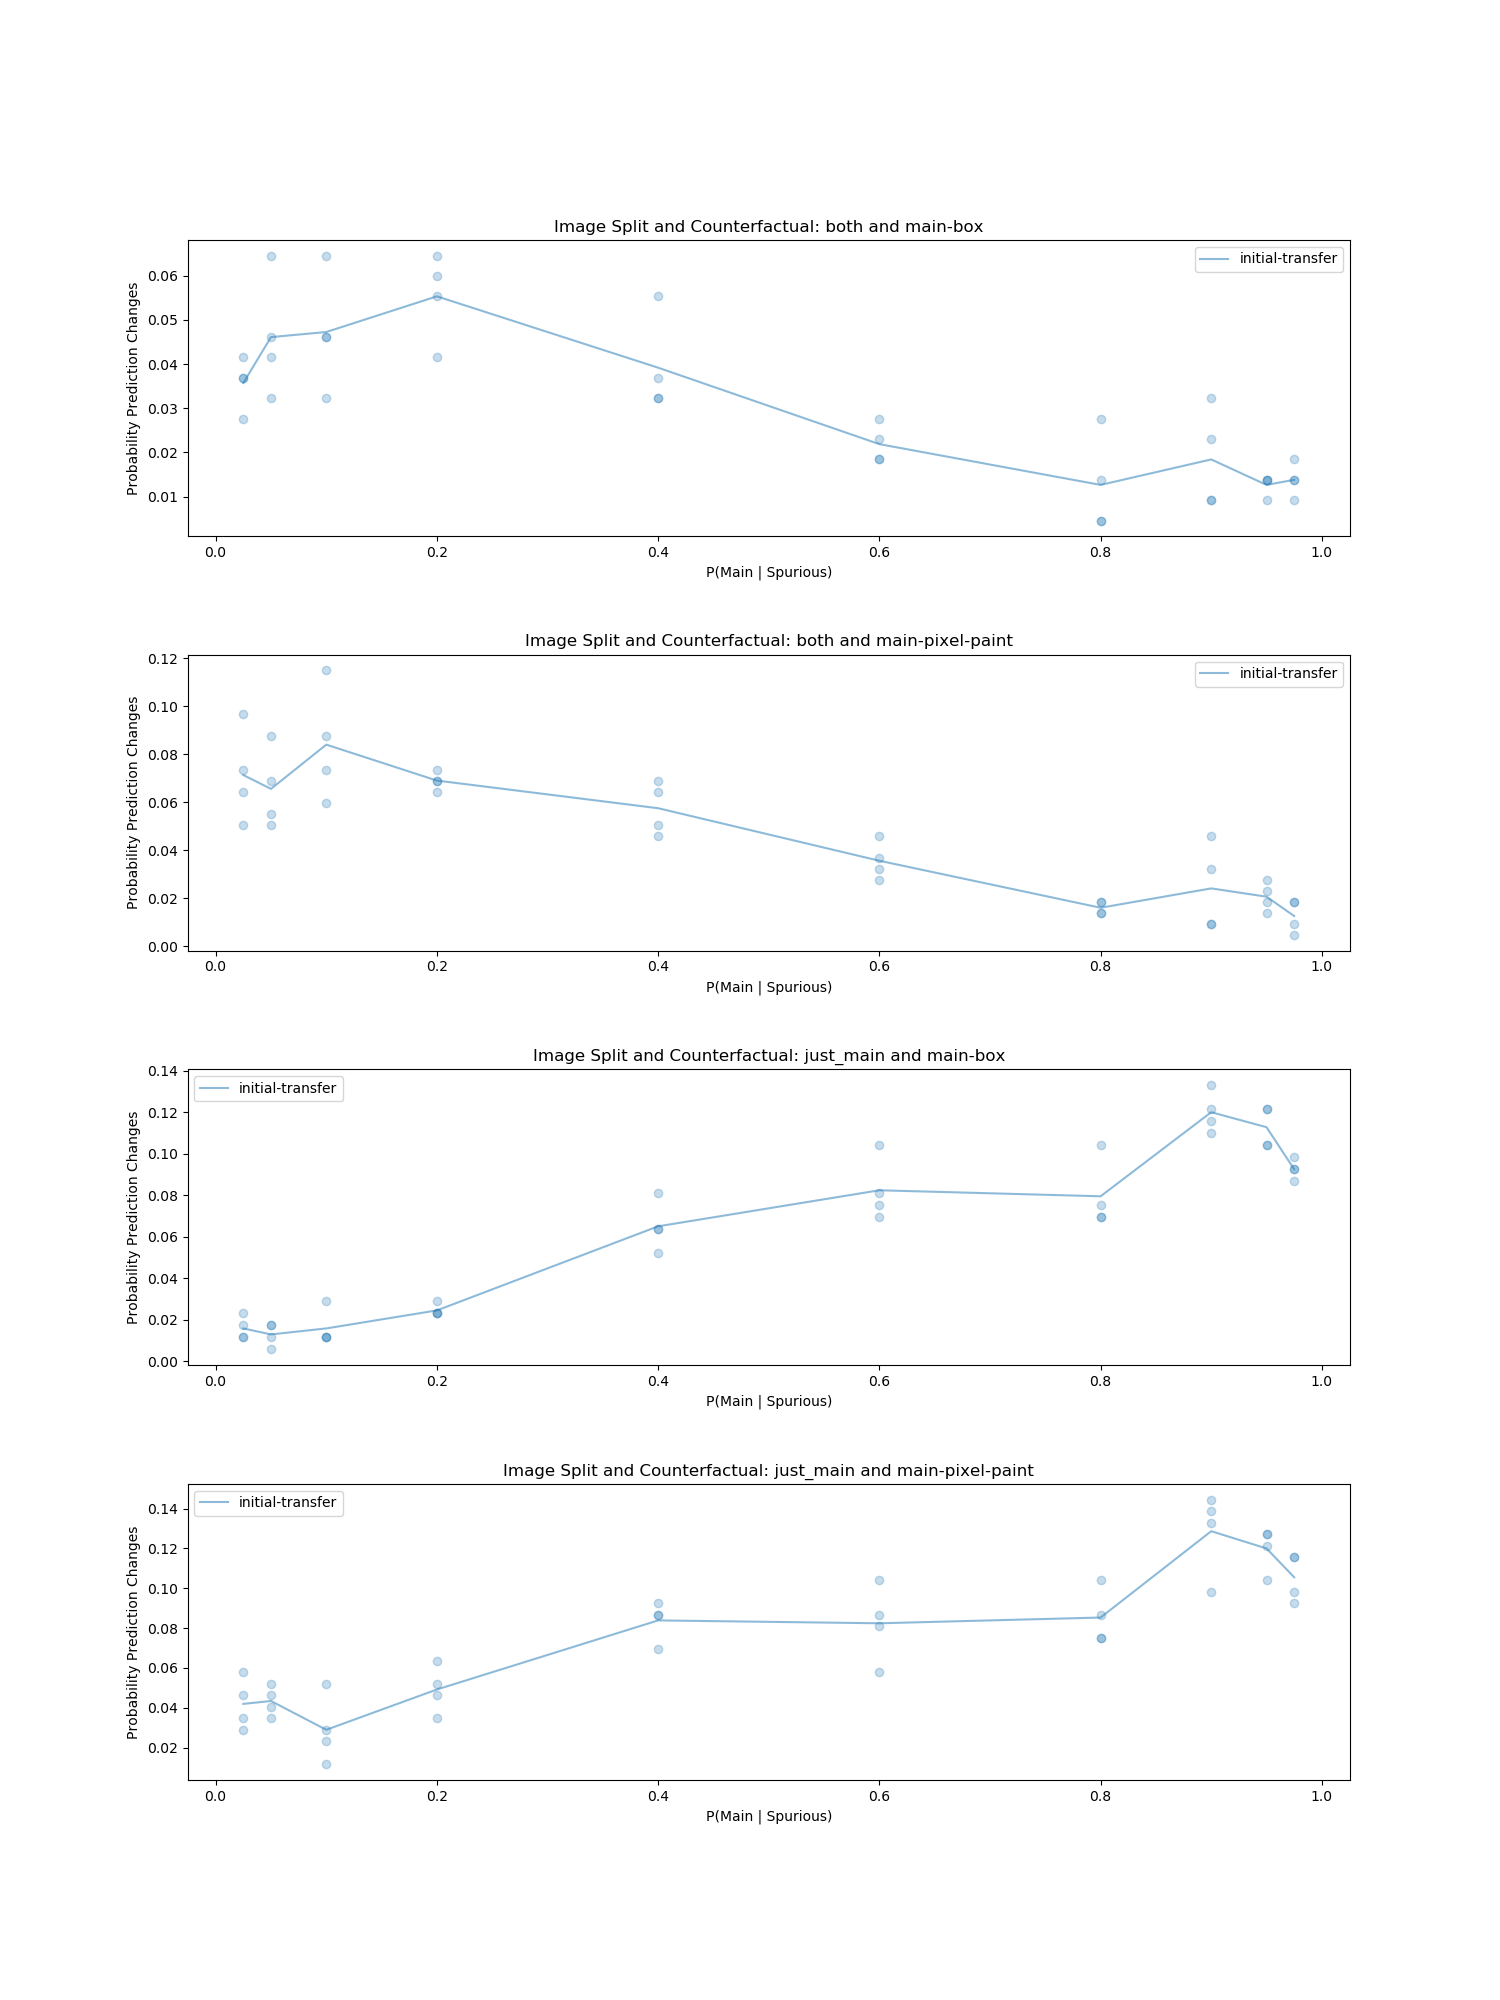 Image Split and Counterfactual: both and main-box
initial-transfer
Probability Prediction Changes
0.06
0.05
0.04
0.03
0.02
0.01
0.0 0.2 0.4 0.6 0.8 1.0
P(Main | Spurious)
Image Split and Counterfactual: both and main-pixel-paint
initial-transfer
Probability Prediction Changes
0.12
0.10
0.08
0.06
0.04
0.02
0.00
0.0 0.2 0.4 0.6 0.8 1.0
P(Main | Spurious)
Image Split and Counterfactual: just_main and main-box
initial-transfer
Probability Prediction Changes
0.14
0.12
0.10
0.08
0.06
0.04
0.02
0.00
0.0 0.2 0.4 0.6 0.8 1.0
P(Main | Spurious)
Image Split and Counterfactual: just_main and main-pixel-paint
initial-transfer
Probability Prediction Changes
0.14
0.12
0.10
0.08
0.06
0.04
0.02
0.0 0.2 0.4 0.6 0.8 1.0
P(Main | Spurious)